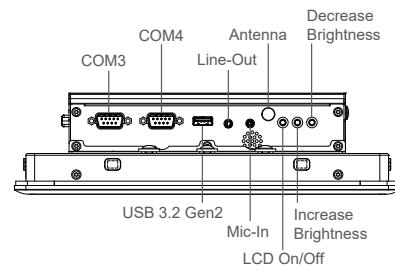 Decrease
Brightness
Antenna
COM4
Line-Out
COM3
USB 3.2 Gen2
Mic-In
Increase
Brightness
LCD On/Off